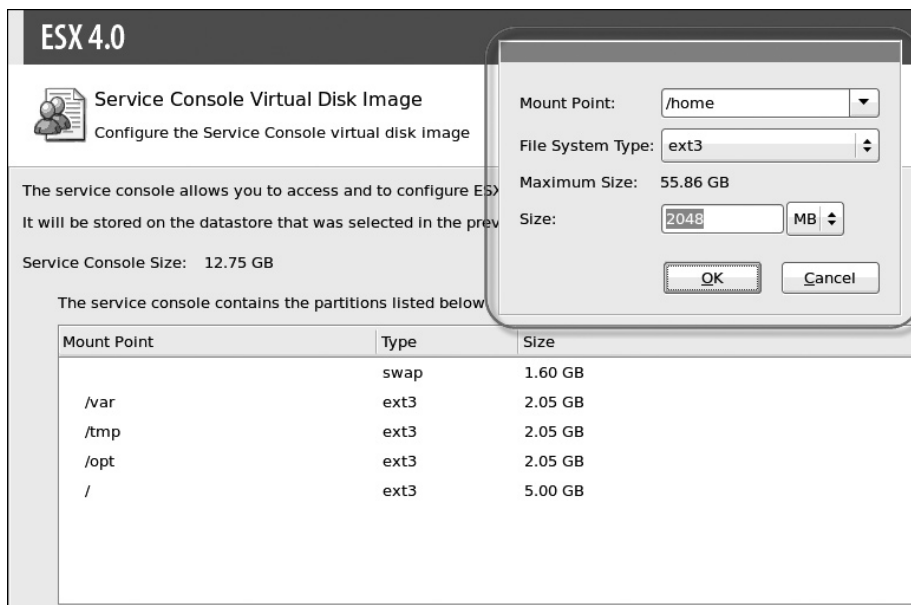 ESX 4.0
Service Console Virtual Disk Image
Configure the Service Console virtual disk image
Mount Point: /home
File System Type: ext3
Maximum Size: 55.86 GB
Size: 2048 MB
OK Cancel
The service console allows you to access and to configure ESX
It will be stored on the datastore that was selected in the prev
Service Console Size: 12.75 GB
The service console contains the partitions listed below
Mount Point Type Size
swap 1.60 GB
/var ext3 2.05 GB
/tmp ext3 2.05 GB
/opt ext3 2.05 GB
/ ext3 5.00 GB